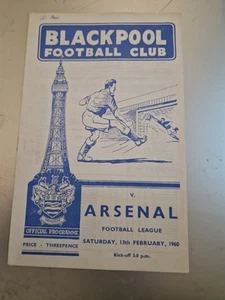 BLACKPOOL
FOOTBALL CLUB
V.
ARSENAL
FOOTBALL LEAGUE
OFFICIAL PROGRAMME
SATURDAY, 13th FEBRUARY, 1960
PRICE - THREEPENCE
Kick-off 3.0 p.m.